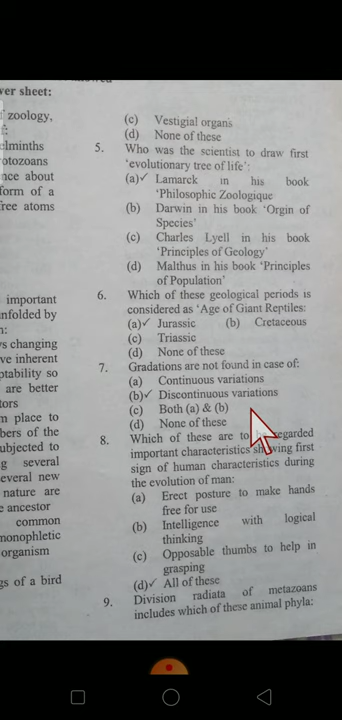 ver sheet:
zoology,
f:
elminths
otozoans
nce about
form of a
ree atoms
important
nfolded by
n:
s changing
ve inherent
ptability so
are better
tors
m place to
bers of the
ubjected to
g several
everal new
nature are
e ancestor
common
monophletic
organism
gs of a bird
(c) Vestigial organs
(d) None of these
5. Who was the scientist to draw first
'evolutionary tree of life':
(a)✓ Lamarck in his book
'Philosophic Zoologique
(b) Darwin in his book 'Orgin of
Species'
(c) Charles Lyell in his book
'Principles of Geology'
(d) Malthus in his book 'Principles
of Population'
6. Which of these geological periods is
considered as 'Age of Giant Reptiles:
(a)✓ Jurassic (b) Cretaceous
(c) Triassic
(d) None of these
7. Gradations are not found in case of:
(a) Continuous variations
(b)✓ Discontinuous variations
(c) Both (a) & (b)
(d) None of these
8. Which of these are to regarded
important characteristics showing first
sign of human characteristics during
the evolution of man:
(a) Erect posture to make hands
free for use
(b) Intelligence with logical
thinking
(c) Opposable thumbs to help in
grasping
(d)✓ All of these
9. Division radiata of metazoans
includes which of these animal phyla: